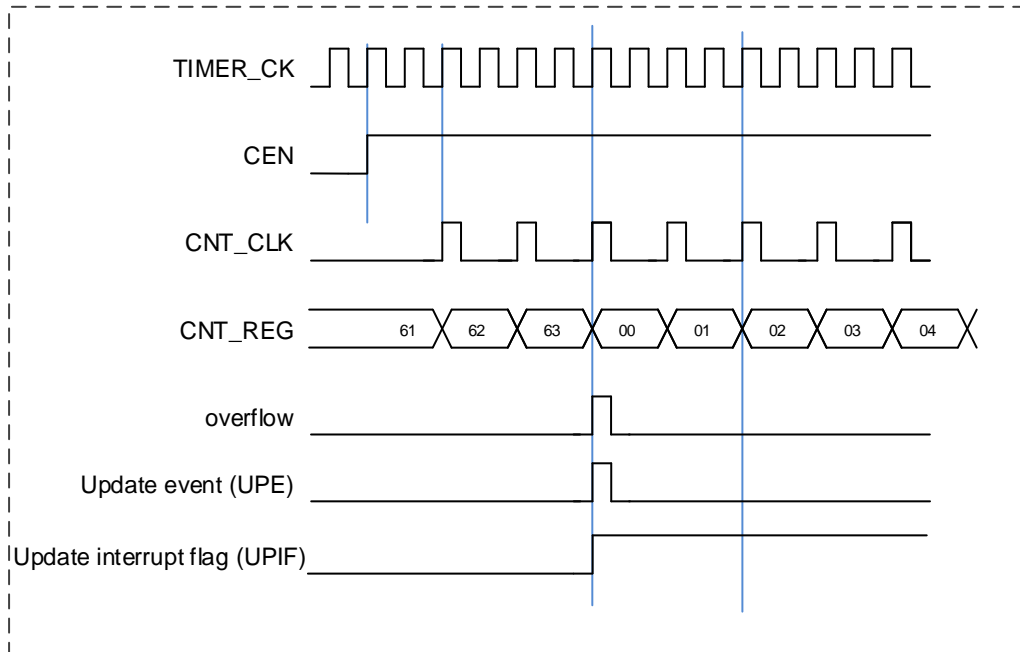 TIMER_CK
CEN
CNT_CLK
CNT_REG
61 62 63 00 01 02 03 04
overflow
Update event (UPE)
Update interrupt flag (UPIF)